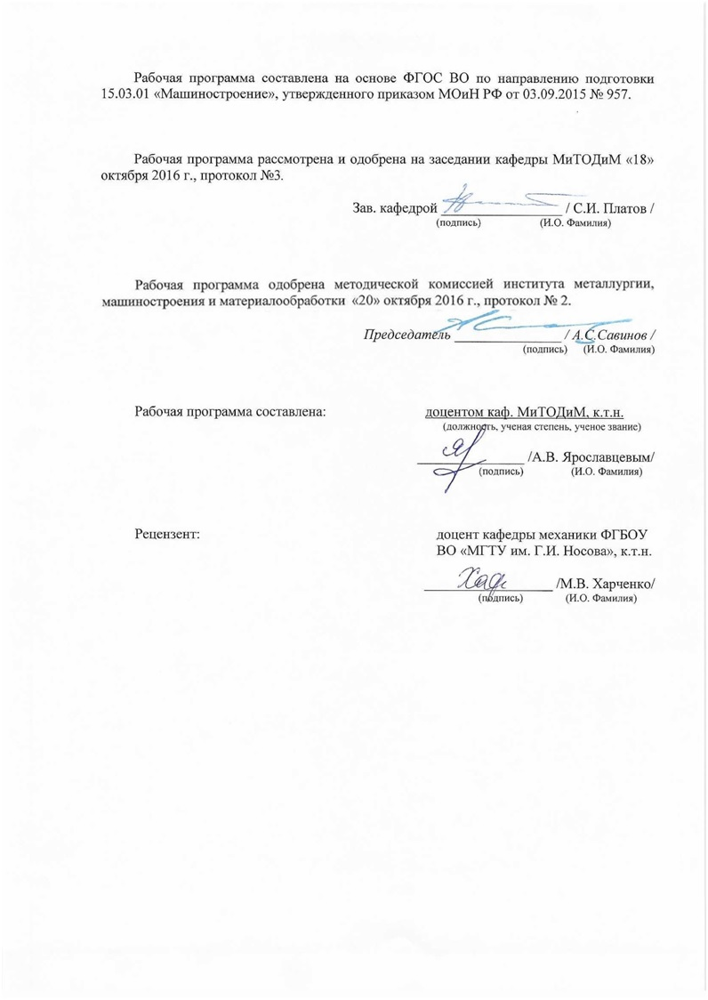 Рабочая программа составлена на основе ФГОС ВО по направлению подготовки
15.03.01 «Машиностроение», утвержденного приказом МОиН РФ от 03.09.2015 № 957.
Рабочая программа рассмотрена и одобрена на заседании кафедры МиТОДиМ «18»
октября 2016 г., протокол №3.
Зав. кафедрой _________________ / С.И. Платов /
(подпись) (И.О. Фамилия)
Рабочая программа одобрена методической комиссией института металлургии,
машиностроения и материалообработки «20» октября 2016 г., протокол № 2.
Председатель _______________ / А.С.Савинов /
(подпись) (И.О. Фамилия)
Рабочая программа составлена: доцентом каф. МиТОДиМ, к.т.н.
(должность, ученая степень, ученое звание)
_______________ /А.В. Ярославцевым/
(подпись) (И.О. Фамилия)
Рецензент: доцент кафедры механики ФГБОУ
ВО «МГТУ им. Г.И. Носова», к.т.н.
__________________ /М.В. Харченко/
(подпись) (И.О. Фамилия)